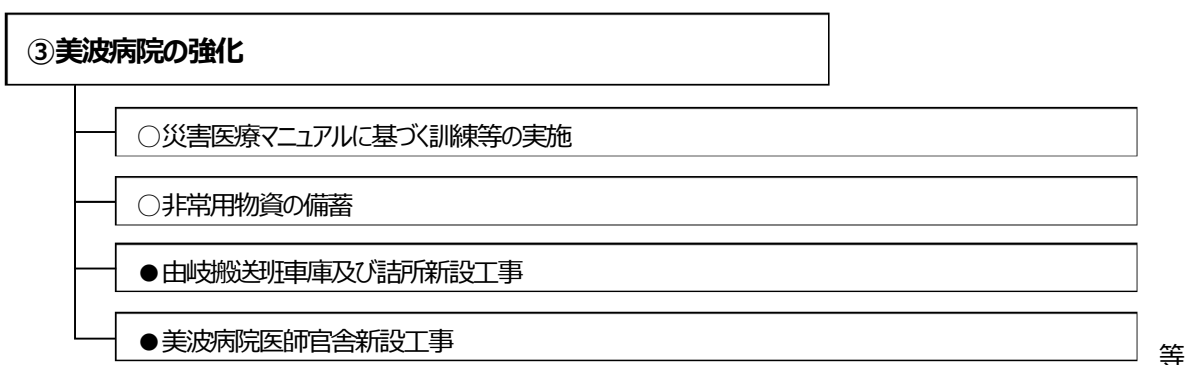 ③美波病院の強化
○災害医療マニュアルに基づく訓練等の実施
○非常用物資の備蓄
●由岐搬送班車庫及び詰所新設工事
●美波病院医師官舎新設工事
等